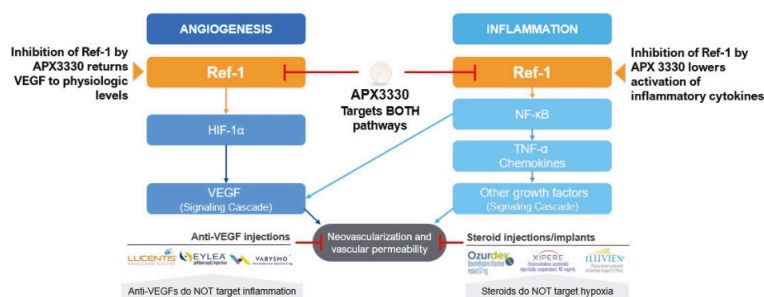 ANGIOGENESIS
INFLAMMATION
Inhibition of Ref-1 by
APX3330 returns
VEGF to physiologic
levels
Ref-1
Ref-1
Inhibition of Ref-1 by
APX 3330 lowers
activation of
inflammatory cytokines
APX3330
Targets BOTH
pathways
HIF-1α
NF-κB
TNF-α
Chemokines
VEGF
(Signaling Cascade)
Other growth factors
(Signaling Cascade)
Neovascularization and
vascular permeability
Anti-VEGF injections
Steroid injections/implants
LUCENTIS
EYLEA
VABYSMO
Ozurdex
XIPERE
ILUVIEN
Anti-VEGFs do NOT target inflammation
Steroids do NOT target hypoxia